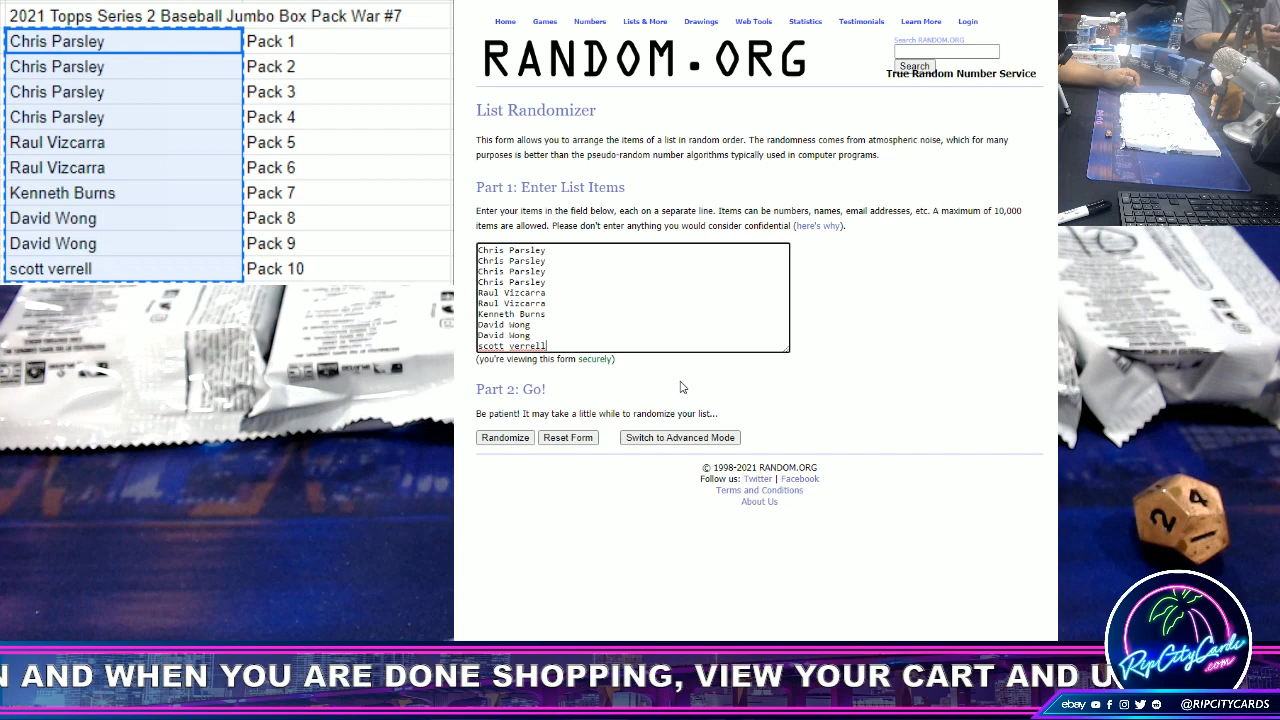 2021 Topps Series 2 Baseball Jumbo Box Pack War #7
Chris Parsley Pack 1
Chris Parsley Pack 2
Chris Parsley Pack 3
Chris Parsley Pack 4
Raul Vizcarra Pack 5
Raul Vizcarra Pack 6
Kenneth Burns Pack 7
David Wong Pack 8
David Wong Pack 9
scott verrell Pack 10
Home Games Numbers Lists & More Drawings Web Tools Statistics Testimonials Learn More Login
RANDOM.ORG
Search RANDOM.ORG
Search
True Random Number Service
List Randomizer
This form allows you to arrange the items of a list in random order. The randomness comes from atmospheric noise, which for many
purposes is better than the pseudo-random number algorithms typically used in computer programs.
Part 1: Enter List Items
Enter your items in the field below, each on a separate line. Items can be numbers, names, email addresses, etc. A maximum of 10,000
items are allowed. Please don't enter anything you would consider confidential (here's why).
Chris Parsley
Chris Parsley
Chris Parsley
Chris Parsley
Raul Vizcarra
Raul Vizcarra
Kenneth Burns
David Wong
David Wong
scott verrell
(you're viewing this form securely)
Part 2: Go!
Be patient! It may take a little while to randomize your list...
Randomize Reset Form Switch to Advanced Mode
© 1998-2021 RANDOM.ORG
Follow us: Twitter | Facebook
Terms and Conditions
About Us
2 4
1
N AND WHEN YOU ARE DONE SHOPPING, VIEW YOUR CART AND U
RipCityCards
.com
ebay @RIPCITYCARDS